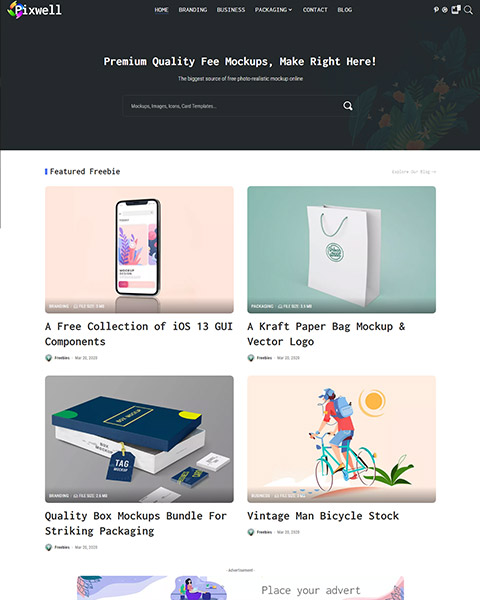 Pixwell
HOME BRANDING BUSINESS PACKAGING CONTACT BLOG
Premium Quality Fee Mockups, Make Right Here!
The biggest source of free photo-realistic mockup online
Mockups, Images, Icons, Card Templates...
Featured Freebie
Explore Our Blog
BRANDING FILE SIZE: 3 MB
PACKAGING FILE SIZE: 5.6 MB
A Free Collection of iOS 13 GUI
Components
A Kraft Paper Bag Mockup &
Vector Logo
Freebies - Mar 20, 2020
Freebies - Mar 20, 2020
BOX MOCKUP
BOX
MOCKUP
TAG
MOCKUP
BRANDING FILE SIZE: 2.6 MB
BUSINESS FILE SIZE: 2 MB
Quality Box Mockups Bundle For
Striking Packaging
Vintage Man Bicycle Stock
Freebies - Mar 20, 2020
Freebies - Mar 20, 2020
- Advertisement -
Place your advert